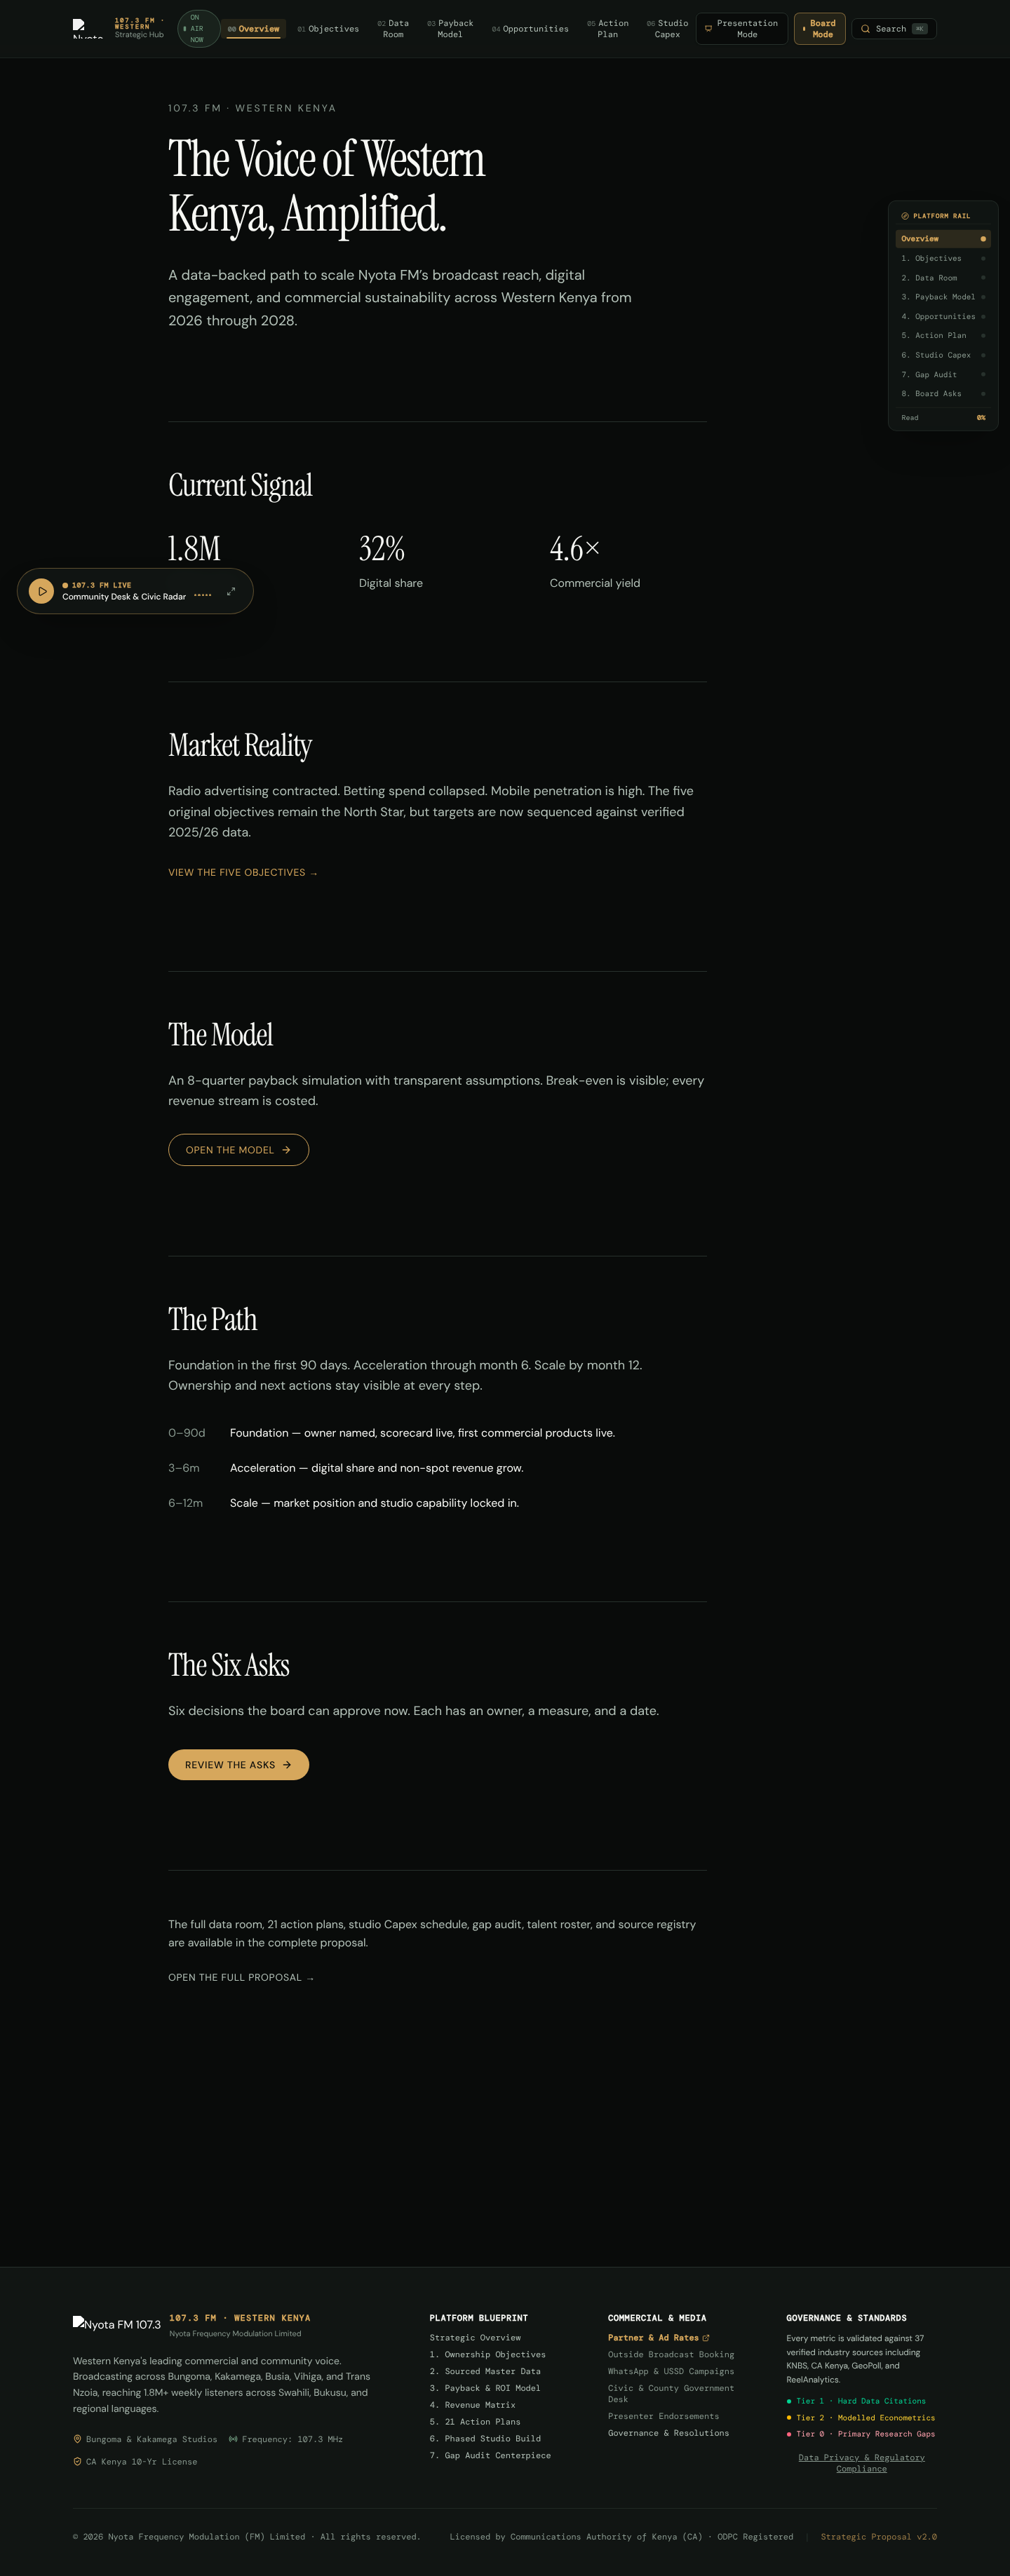 Nyota
107.3 FM ·
WESTERN
Strategic Hub
ON
AIR
NOW
00 Overview
01 Objectives
02 Data
Room
03 Payback
Model
04 Opportunities
05 Action
Plan
06 Studio
Capex
Presentation
Mode
Board
Mode
Search ⌘K
107.3 FM · WESTERN KENYA
The Voice of Western
Kenya, Amplified.
A data-backed path to scale Nyota FM’s broadcast reach, digital
engagement, and commercial sustainability across Western Kenya from
2026 through 2028.
PLATFORM RAIL
Overview
1. Objectives
2. Data Room
3. Payback Model
4. Opportunities
5. Action Plan
6. Studio Capex
7. Gap Audit
8. Board Asks
Read 0%
Current Signal
1.8M
32%
Digital share
4.6×
Commercial yield
107.3 FM LIVE
Community Desk & Civic Radar
Market Reality
Radio advertising contracted. Betting spend collapsed. Mobile penetration is high. The five
original objectives remain the North Star, but targets are now sequenced against verified
2025/26 data.
VIEW THE FIVE OBJECTIVES →
The Model
An 8-quarter payback simulation with transparent assumptions. Break-even is visible; every
revenue stream is costed.
OPEN THE MODEL →
The Path
Foundation in the first 90 days. Acceleration through month 6. Scale by month 12.
Ownership and next actions stay visible at every step.
0–90d Foundation — owner named, scorecard live, first commercial products live.
3–6m Acceleration — digital share and non-spot revenue grow.
6–12m Scale — market position and studio capability locked in.
The Six Asks
Six decisions the board can approve now. Each has an owner, a measure, and a date.
REVIEW THE ASKS →
The full data room, 21 action plans, studio Capex schedule, gap audit, talent roster, and source registry
are available in the complete proposal.
OPEN THE FULL PROPOSAL →
Nyota FM 107.3
107.3 FM · WESTERN KENYA
Nyota Frequency Modulation Limited
Western Kenya's leading commercial and community voice.
Broadcasting across Bungoma, Kakamega, Busia, Vihiga, and Trans
Nzoia, reaching 1.8M+ weekly listeners across Swahili, Bukusu, and
regional languages.
Bungoma & Kakamega Studios
Frequency: 107.3 MHz
CA Kenya 10-Yr License
PLATFORM BLUEPRINT
Strategic Overview
1. Ownership Objectives
2. Sourced Master Data
3. Payback & ROI Model
4. Revenue Matrix
5. 21 Action Plans
6. Phased Studio Build
7. Gap Audit Centerpiece
COMMERCIAL & MEDIA
Partner & Ad Rates
Outside Broadcast Booking
WhatsApp & USSD Campaigns
Civic & County Government
Desk
Presenter Endorsements
Governance & Resolutions
GOVERNANCE & STANDARDS
Every metric is validated against 37
verified industry sources including
KNBS, CA Kenya, GeoPoll, and
ReelAnalytics.
Tier 1 · Hard Data Citations
Tier 2 · Modelled Econometrics
Tier 0 · Primary Research Gaps
Data Privacy & Regulatory
Compliance
© 2026 Nyota Frequency Modulation (FM) Limited · All rights reserved.
Licensed by Communications Authority of Kenya (CA) · ODPC Registered | Strategic Proposal v2.0